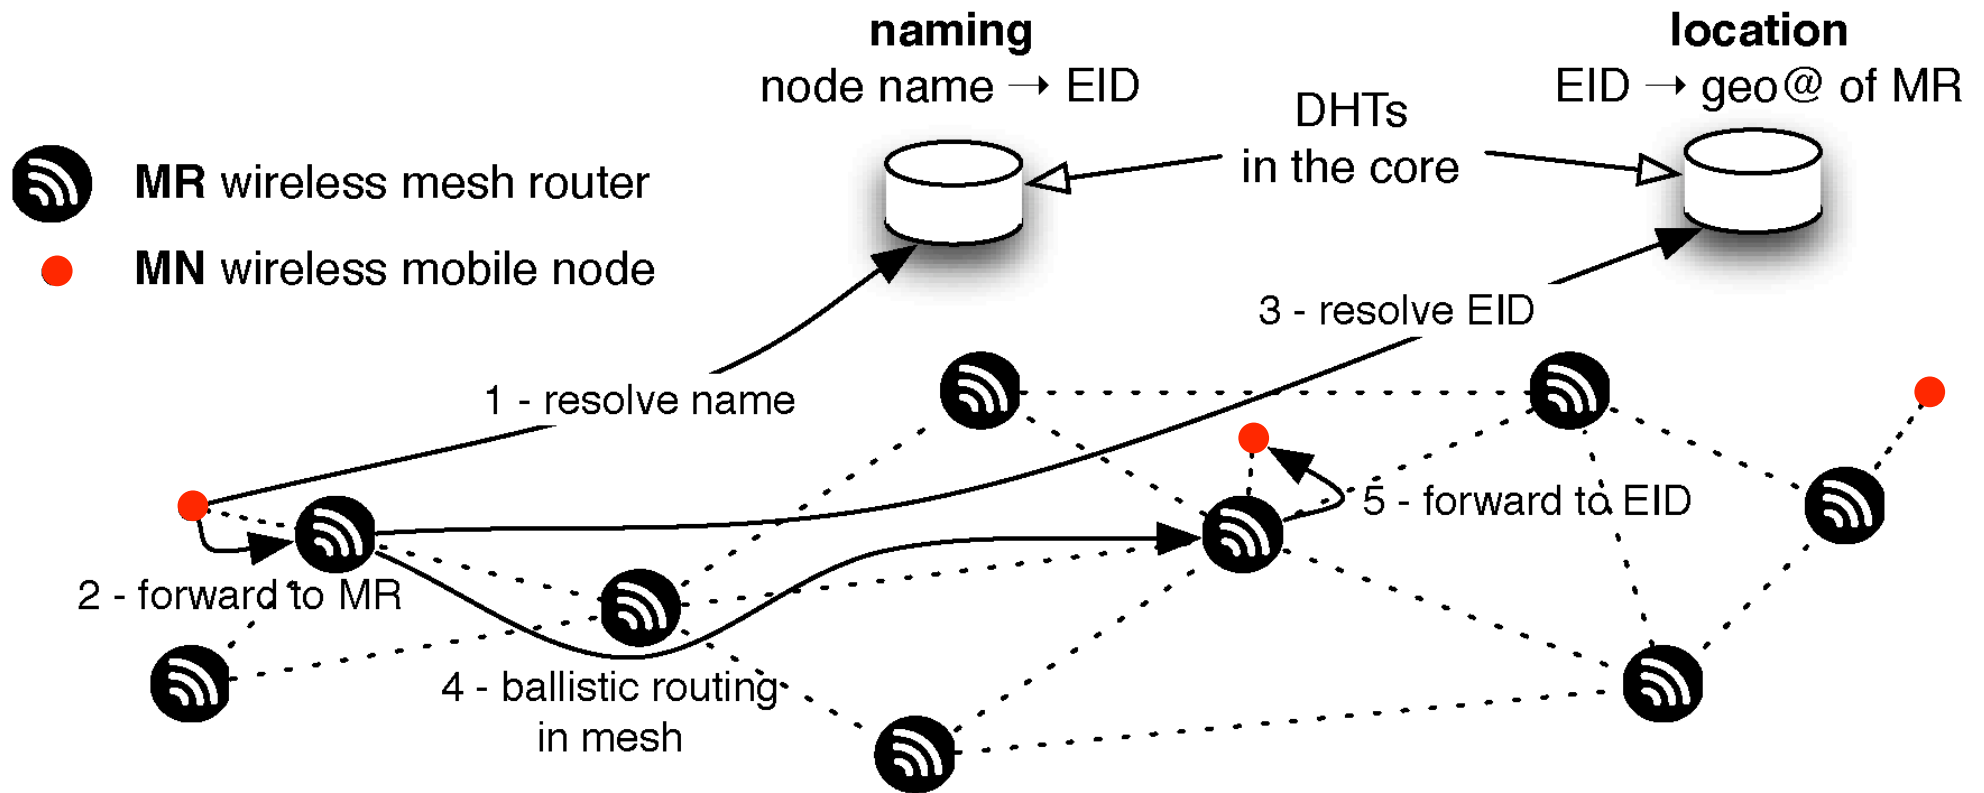 naming
node name → EID
location
EID → geo@ of MR
DHTs
in the core
MR wireless mesh router
MN wireless mobile node
3 - resolve EID
1 - resolve name
5 - forward to EID
2 - forward to MR
4 - ballistic routing
in mesh